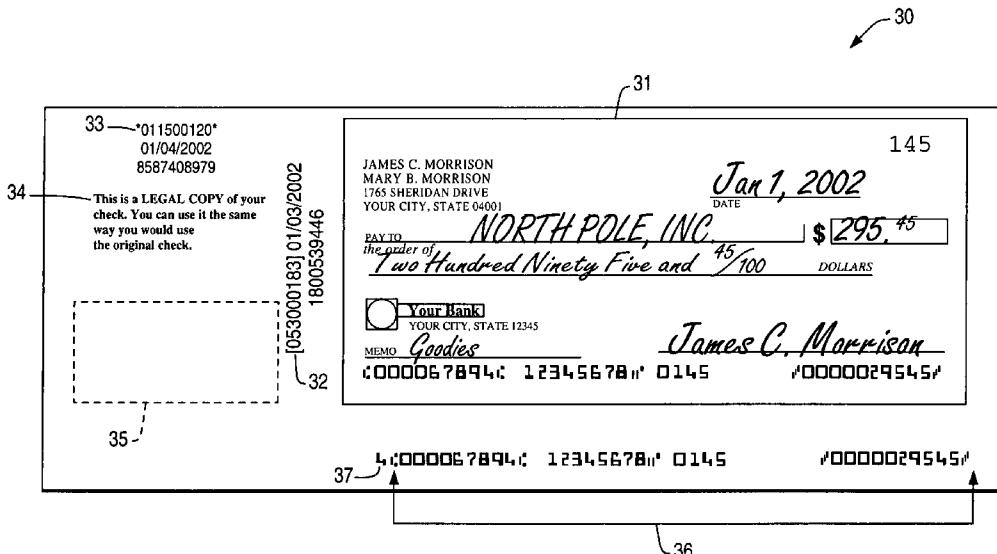 30
31
33 *011500120*
01/04/2002
8587408979
34
This is a LEGAL COPY of your
check. You can use it the same
way you would use
the original check.
[053000183] 01/03/2002
1800539446
32
35
145
JAMES C. MORRISON
MARY B. MORRISON
1765 SHERIDAN DRIVE
YOUR CITY, STATE 04001
Jan 1, 2002
DATE
PAY TO
the order of NORTH POLE, INC. $ 295.45
Two Hundred Ninety Five and 45/100 DOLLARS
Your Bank
YOUR CITY, STATE 12345
MEMO Goodies James C. Morrison
⑆000067894⑆ 12345678⑈ 0145 ⑇0000029545⑇
37 4⑆000067894⑆ 12345678⑈ 0145 ⑇0000029545⑇
36